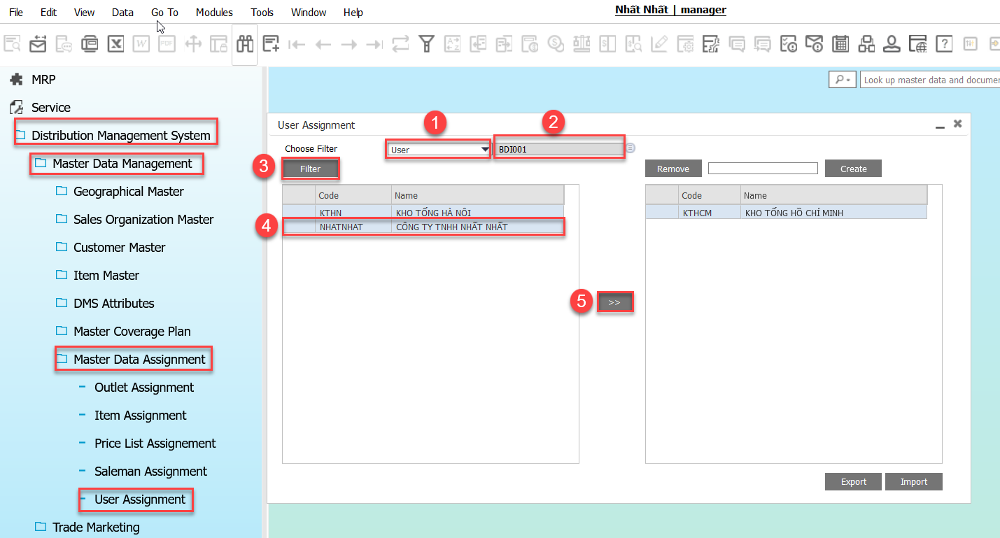 File Edit View Data Go To Modules Tools Window Help
Nhất Nhất | manager
MRP
Service
Distribution Management System
Master Data Management
Geographical Master
Sales Organization Master
Customer Master
Item Master
DMS Attributes
Master Coverage Plan
Master Data Assignment
Outlet Assignment
Item Assignment
Price List Assignement
Saleman Assignment
User Assignment
Trade Marketing
Look up master data and documen
User Assignment
1
2
Choose Filter User BDI001
3
Filter
Remove Create
Code Name
KTHN KHO TỔNG HÀ NỘI
4
NHATNHAT CÔNG TY TNHH NHẤT NHẤT
Code Name
KTHCM KHO TỔNG HỒ CHÍ MINH
5
>>
Export Import